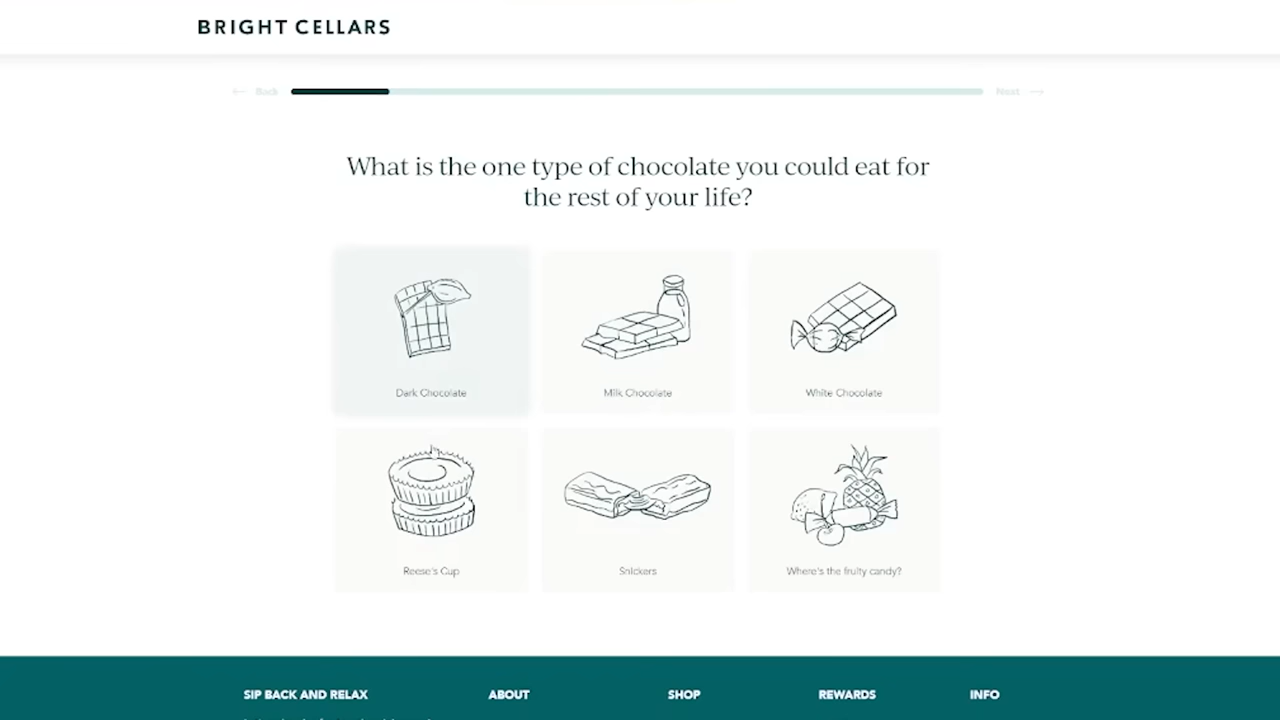 BRIGHT CELLARS
Back
Next
What is the one type of chocolate you could eat for
the rest of your life?
Dark Chocolate
Milk Chocolate
White Chocolate
Reese's Cup
Snickers
Where's the fruity candy?
SIP BACK AND RELAX
ABOUT
SHOP
REWARDS
INFO